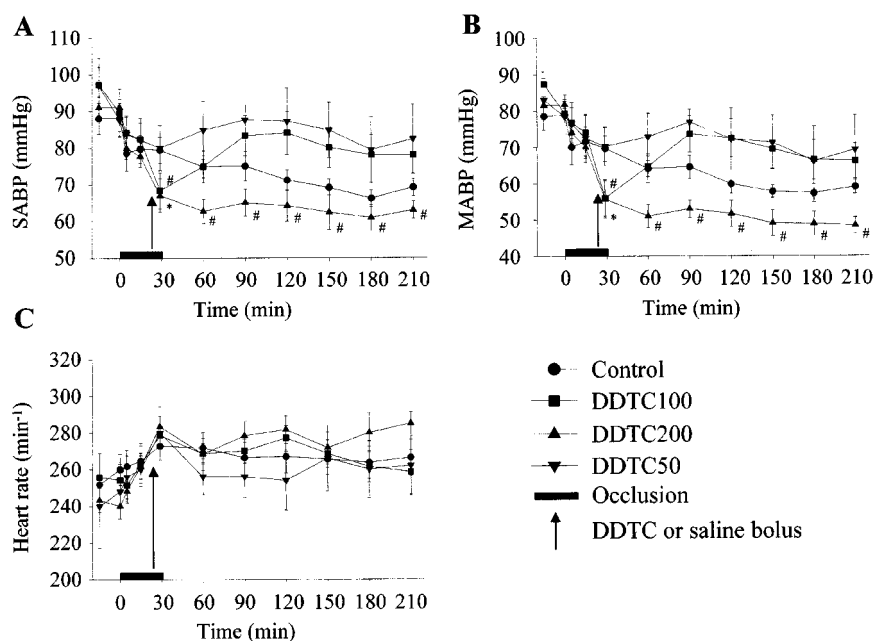 A
SABP (mmHg)
110
100
90
80
70
60
50
#
*
#
#
#
#
#
#
0 30 60 90 120 150 180 210
Time (min)
B
MABP (mmHg)
100
90
80
70
60
50
40
#
*
#
#
#
#
#
#
0 30 60 90 120 150 180 210
Time (min)
C
Heart rate (min⁻¹)
320
300
280
260
240
220
200
0 30 60 90 120 150 180 210
Time (min)
Control
DDTC100
DDTC200
DDTC50
Occlusion
DDTC or saline bolus